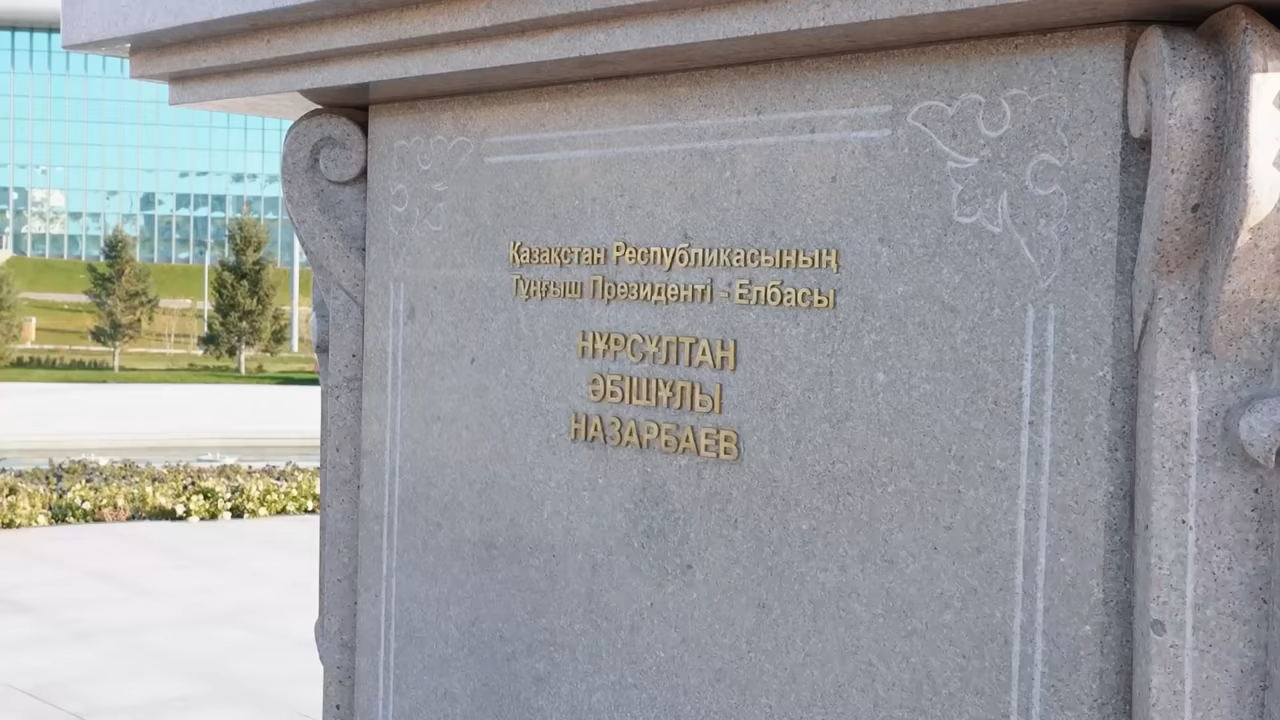 Қазақстан Республикасының
Тұңғыш Президенті - Елбасы
НҰРСҰЛТАН
ӘБІШҰЛЫ
НАЗАРБАЕВ